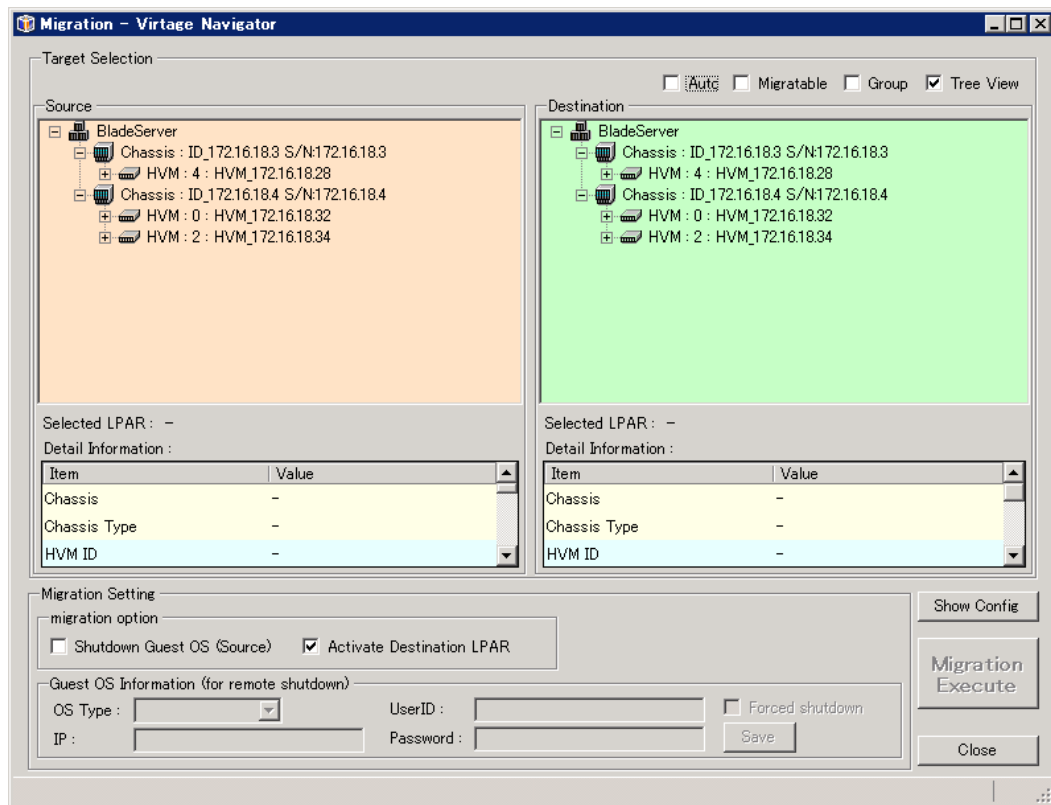 Migration - Virtage Navigator
Target Selection
Auto Migratable Group Tree View
Source
BladeServer
Chassis : ID_172.16.18.3 S/N:172.16.18.3
HVM : 4 : HVM_172.16.18.28
Chassis : ID_172.16.18.4 S/N:172.16.18.4
HVM : 0 : HVM_172.16.18.32
HVM : 2 : HVM_172.16.18.34
Selected LPAR : -
Detail Information :
Item Value
Chassis -
Chassis Type -
HVM ID -
Destination
BladeServer
Chassis : ID_172.16.18.3 S/N:172.16.18.3
HVM : 4 : HVM_172.16.18.28
Chassis : ID_172.16.18.4 S/N:172.16.18.4
HVM : 0 : HVM_172.16.18.32
HVM : 2 : HVM_172.16.18.34
Selected LPAR : -
Detail Information :
Item Value
Chassis -
Chassis Type -
HVM ID -
Migration Setting
migration option
Shutdown Guest OS (Source) Activate Destination LPAR
Guest OS Information (for remote shutdown)
OS Type : UserID : Forced shutdown
IP : Password : Save
Show Config
Migration
Execute
Close